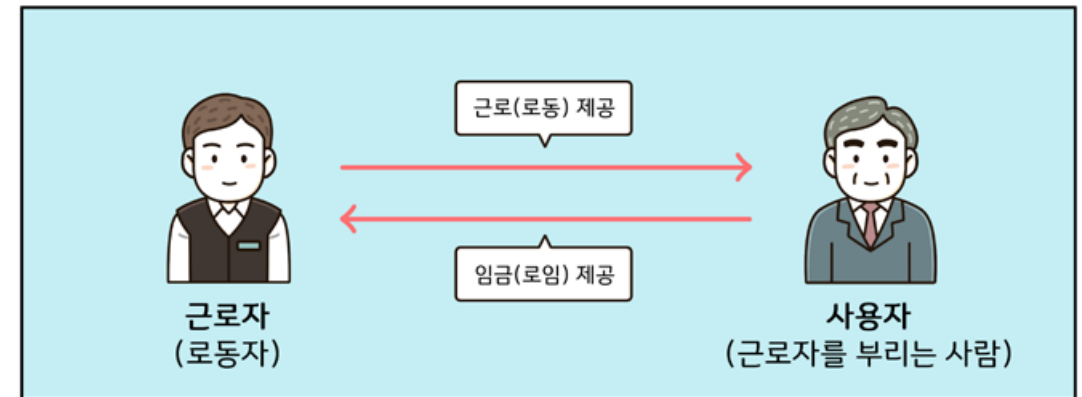 근로(로동) 제공
임금(로임) 제공
근로자
(로동자)
사용자
(근로자를 부리는 사람)